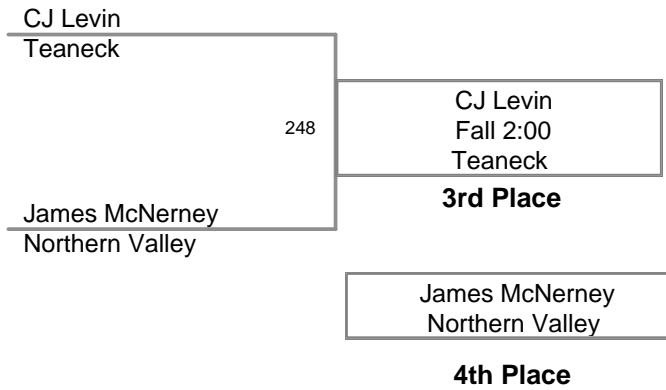 CJ Levin
Teaneck
248
CJ Levin
Fall 2:00
Teaneck
3rd Place
James McNerney
Northern Valley
James McNerney
Northern Valley
4th Place